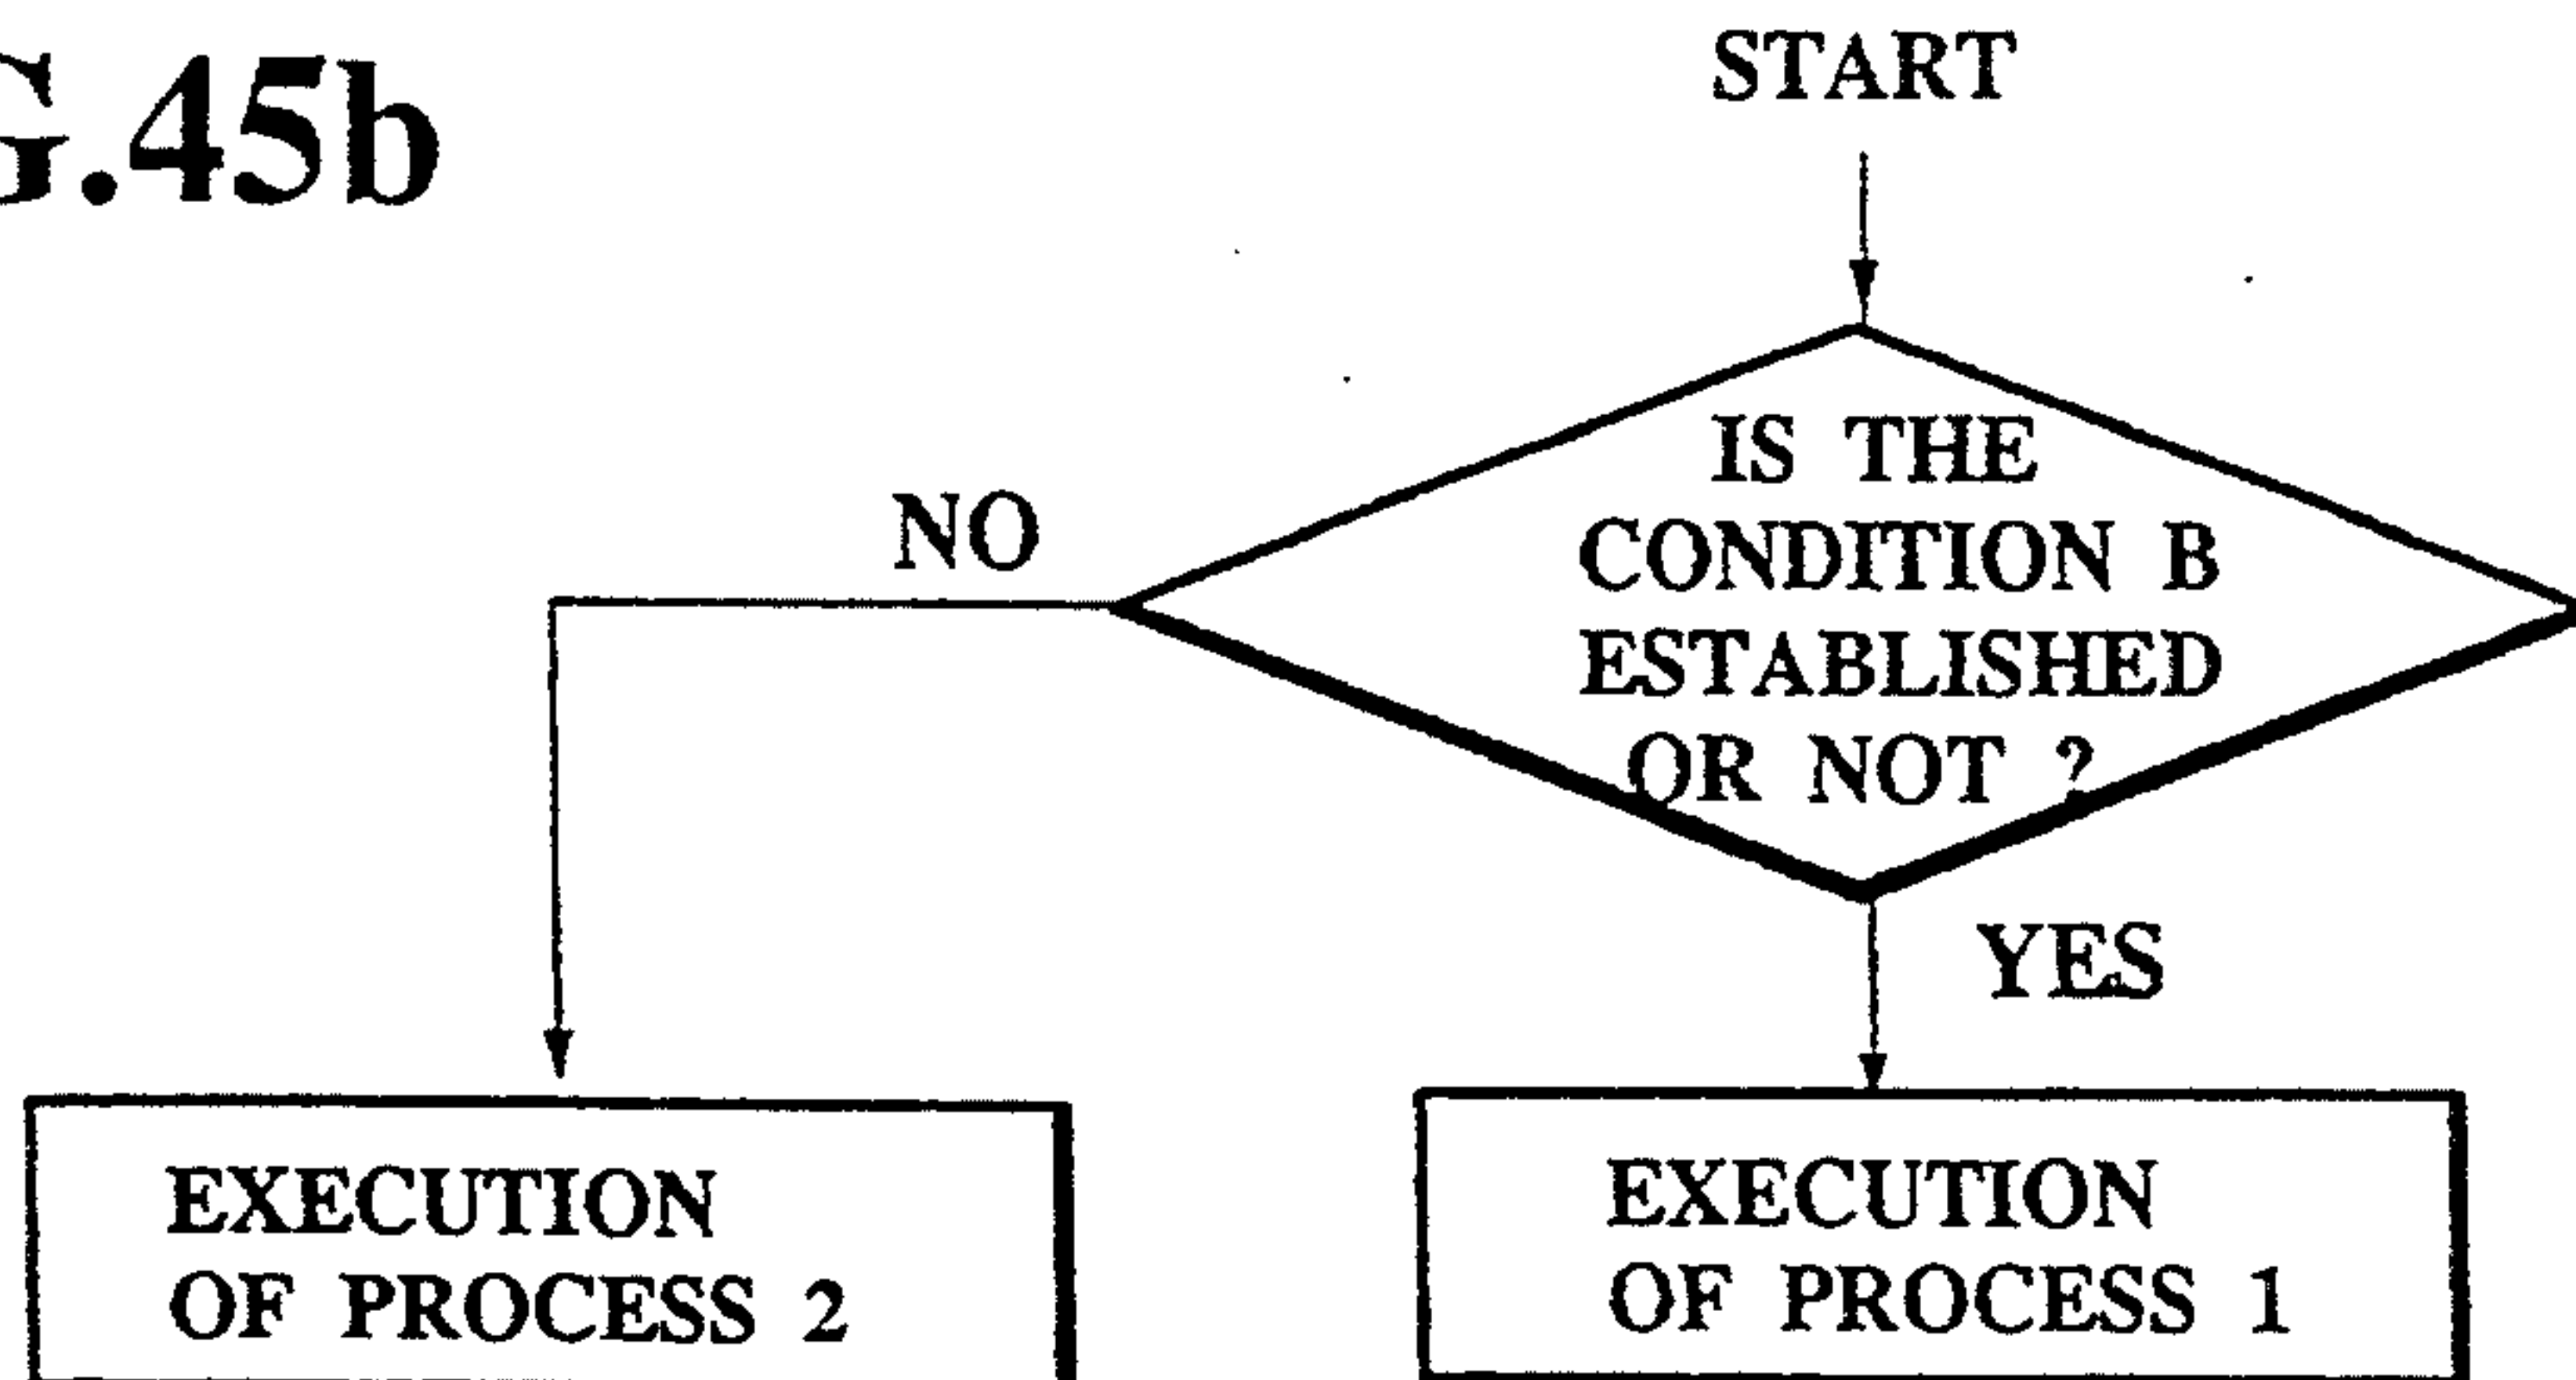 G.45b
START
IS THE
CONDITION B
ESTABLISHED
OR NOT ?
NO
YES
EXECUTION
OF PROCESS 2
EXECUTION
OF PROCESS 1